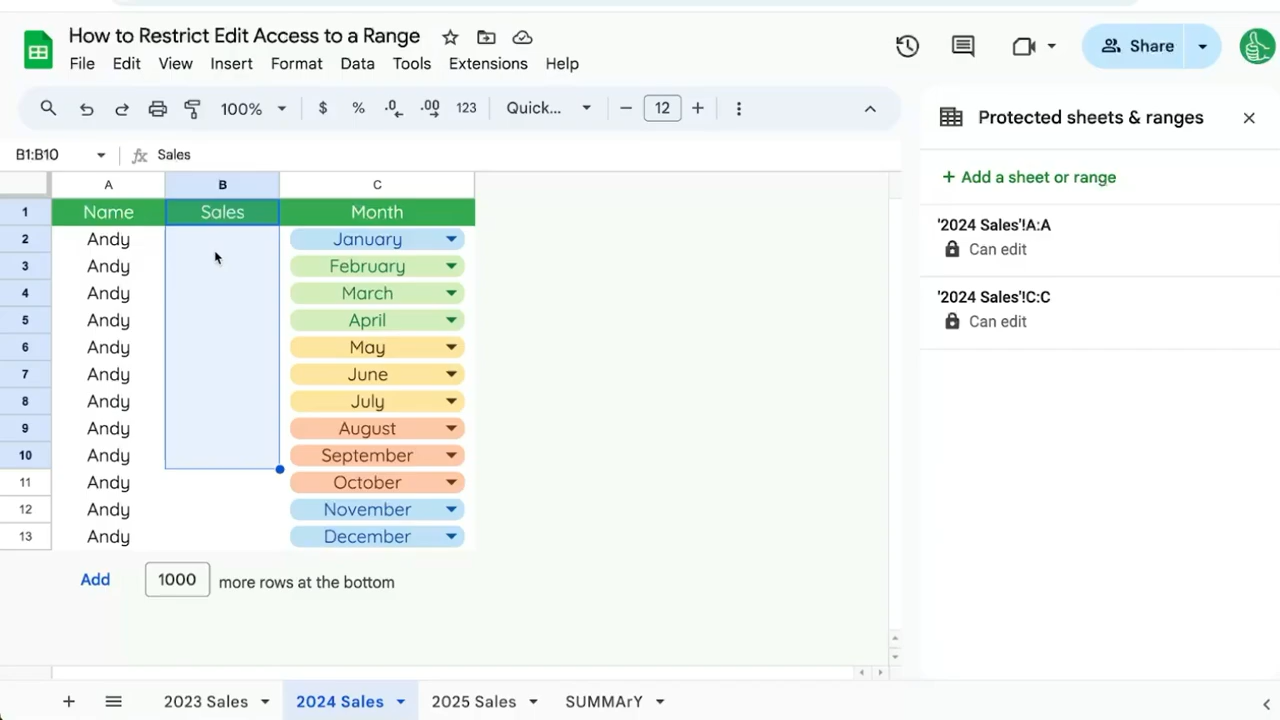 How to Restrict Edit Access to a Range
File Edit View Insert Format Data Tools Extensions Help
Share
100% $ % .0 .00 123 Quick... 12
B1:B10 fx Sales
A B C
1 Name Sales Month
2 Andy January
3 Andy February
4 Andy March
5 Andy April
6 Andy May
7 Andy June
8 Andy July
9 Andy August
10 Andy September
11 Andy October
12 Andy November
13 Andy December
Add 1000 more rows at the bottom
Protected sheets & ranges
+ Add a sheet or range
'2024 Sales'!A:A
Can edit
'2024 Sales'!C:C
Can edit
2023 Sales 2024 Sales 2025 Sales SUMMArY